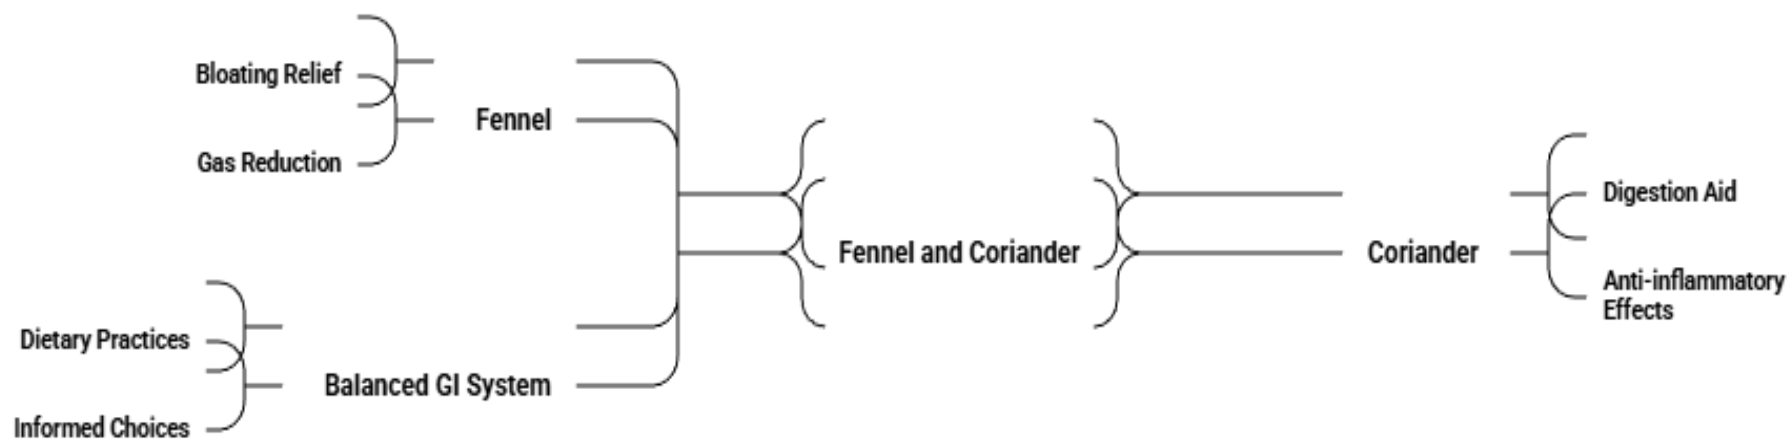 Bloating Relief
Fennel
Gas Reduction
Dietary Practices
Balanced GI System
Informed Choices
Fennel and Coriander
Coriander
Digestion Aid
Anti-inflammatory
Effects